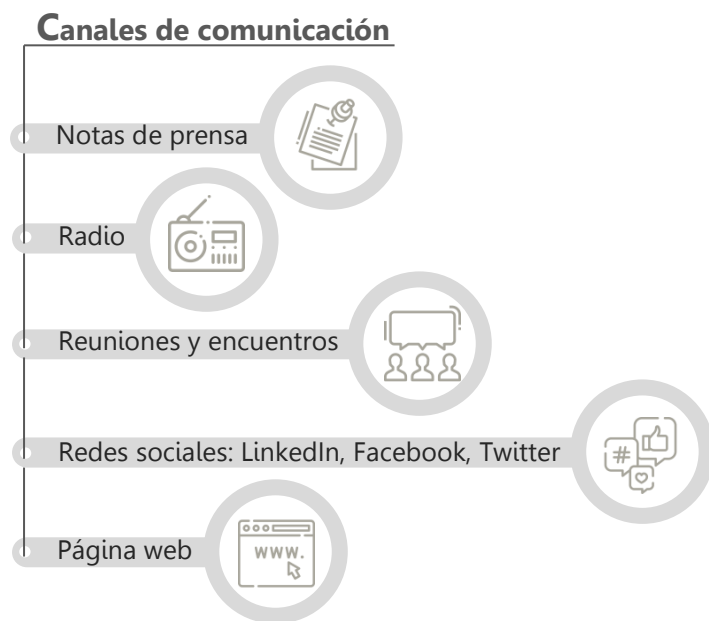 Canales de comunicación
Notas de prensa
Radio
Reuniones y encuentros
Redes sociales: LinkedIn, Facebook, Twitter
#
Página web
www.